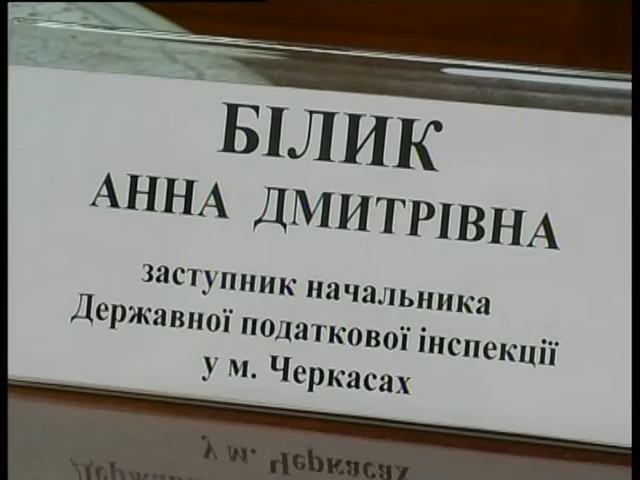 БІЛИК
АННА ДМИТРІВНА
заступник начальника
Державної податкової інспекції
у м. Черкасах